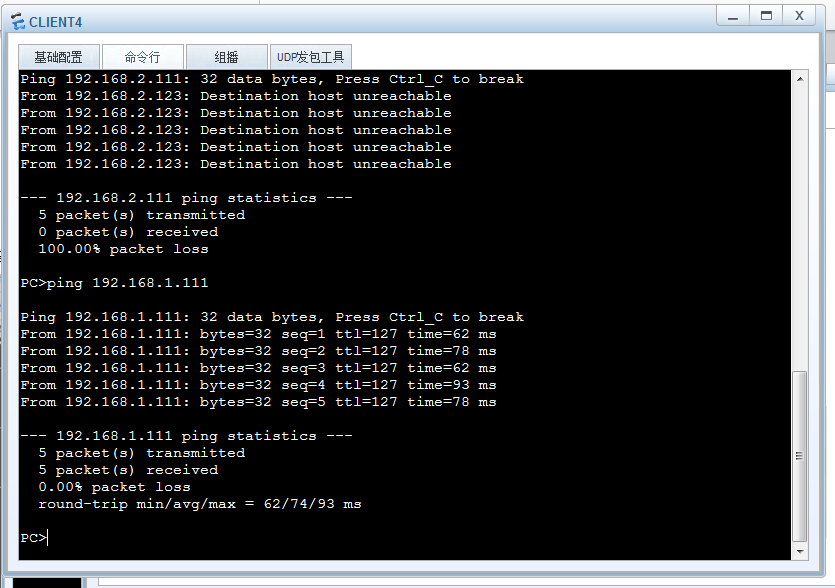 CLIENT4
基础配置 命令行 组播 UDP发包工具
Ping 192.168.2.111: 32 data bytes, Press Ctrl_C to break
From 192.168.2.123: Destination host unreachable
From 192.168.2.123: Destination host unreachable
From 192.168.2.123: Destination host unreachable
From 192.168.2.123: Destination host unreachable
From 192.168.2.123: Destination host unreachable
--- 192.168.2.111 ping statistics ---
5 packet(s) transmitted
0 packet(s) received
100.00% packet loss
PC>ping 192.168.1.111
Ping 192.168.1.111: 32 data bytes, Press Ctrl_C to break
From 192.168.1.111: bytes=32 seq=1 ttl=127 time=62 ms
From 192.168.1.111: bytes=32 seq=2 ttl=127 time=78 ms
From 192.168.1.111: bytes=32 seq=3 ttl=127 time=62 ms
From 192.168.1.111: bytes=32 seq=4 ttl=127 time=93 ms
From 192.168.1.111: bytes=32 seq=5 ttl=127 time=78 ms
--- 192.168.1.111 ping statistics ---
5 packet(s) transmitted
5 packet(s) received
0.00% packet loss
round-trip min/avg/max = 62/74/93 ms
PC>